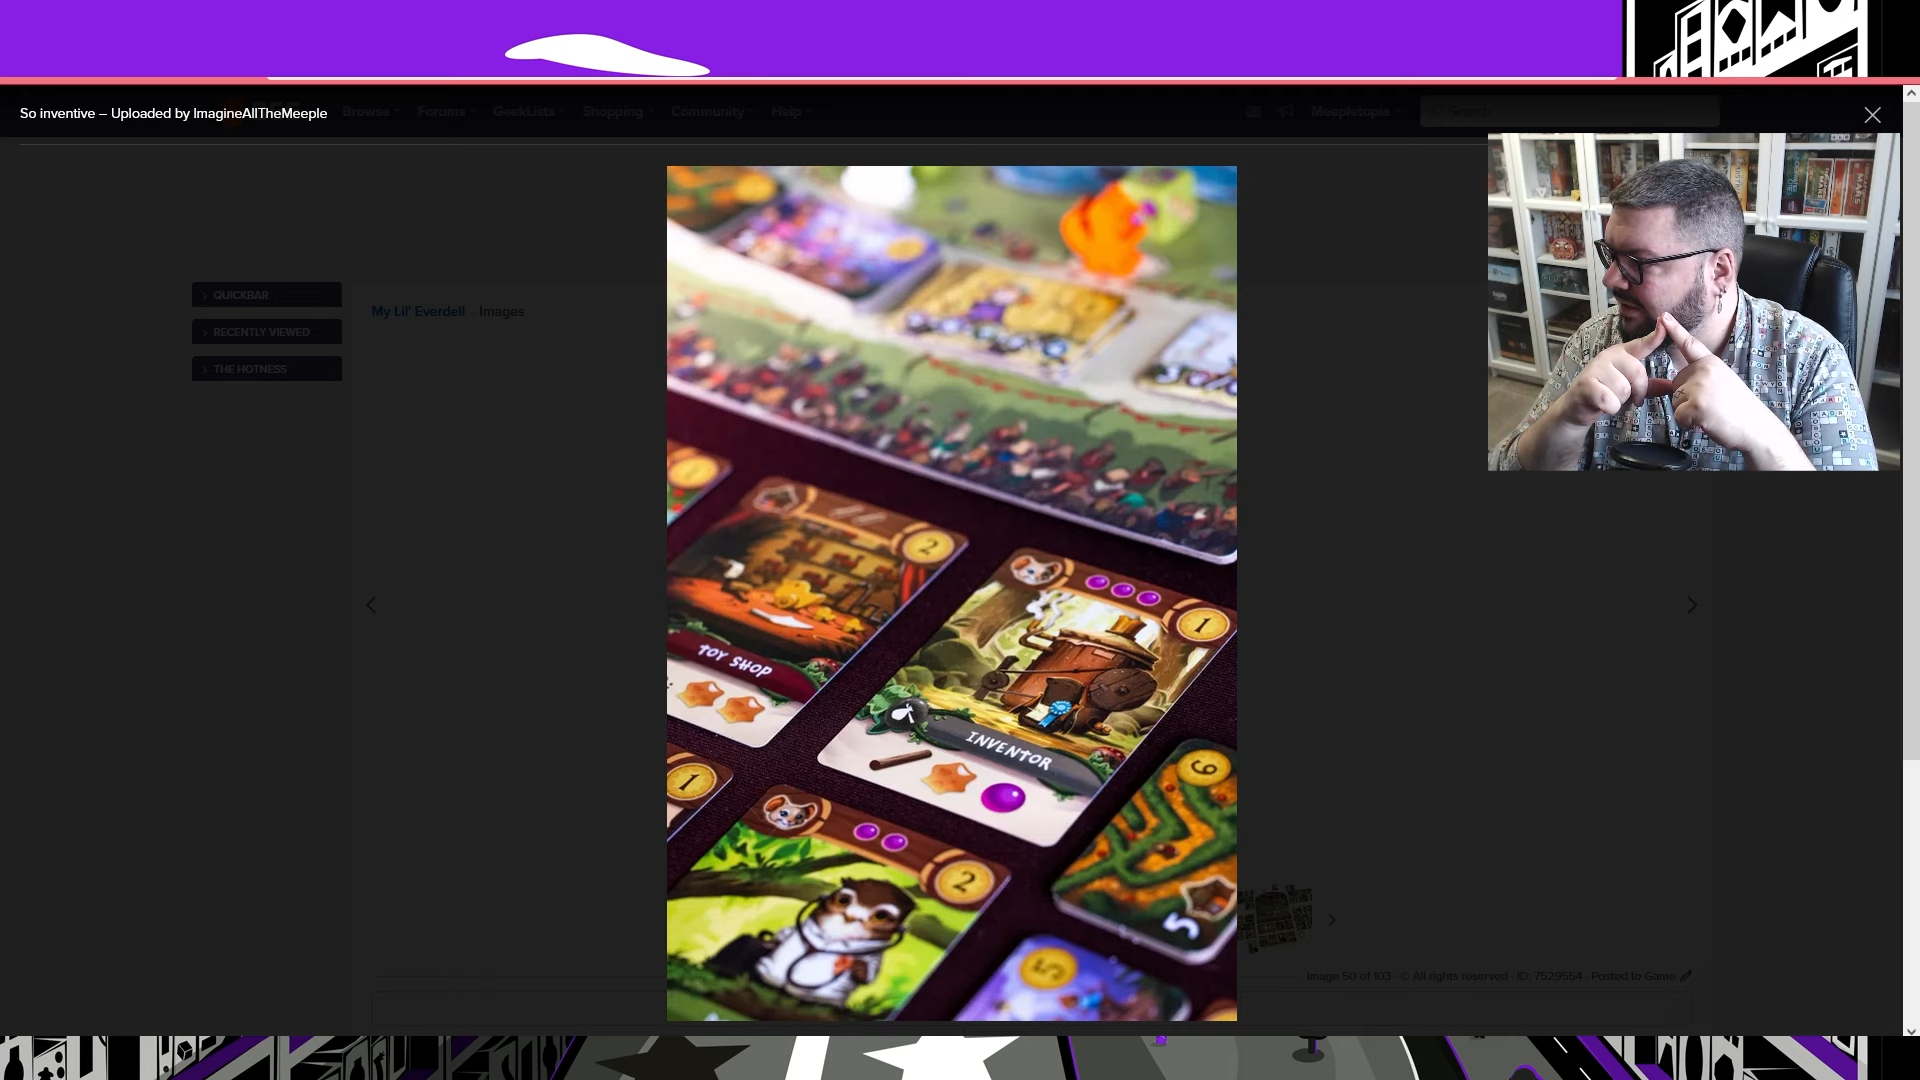 So inventive – Uploaded by ImagineAllTheMeeple
Browse
Forums
GeekLists
Shopping
Community
Help
Meepletopia
QUICKBAR
RECENTLY VIEWED
THE HOTNESS
My Lil' Everdell
Images
2
TOY SHOP
1
INVENTOR
1
6
2
5
5
Image 50 of 103 · © All rights reserved · ID: 7529554 · Posted to Game